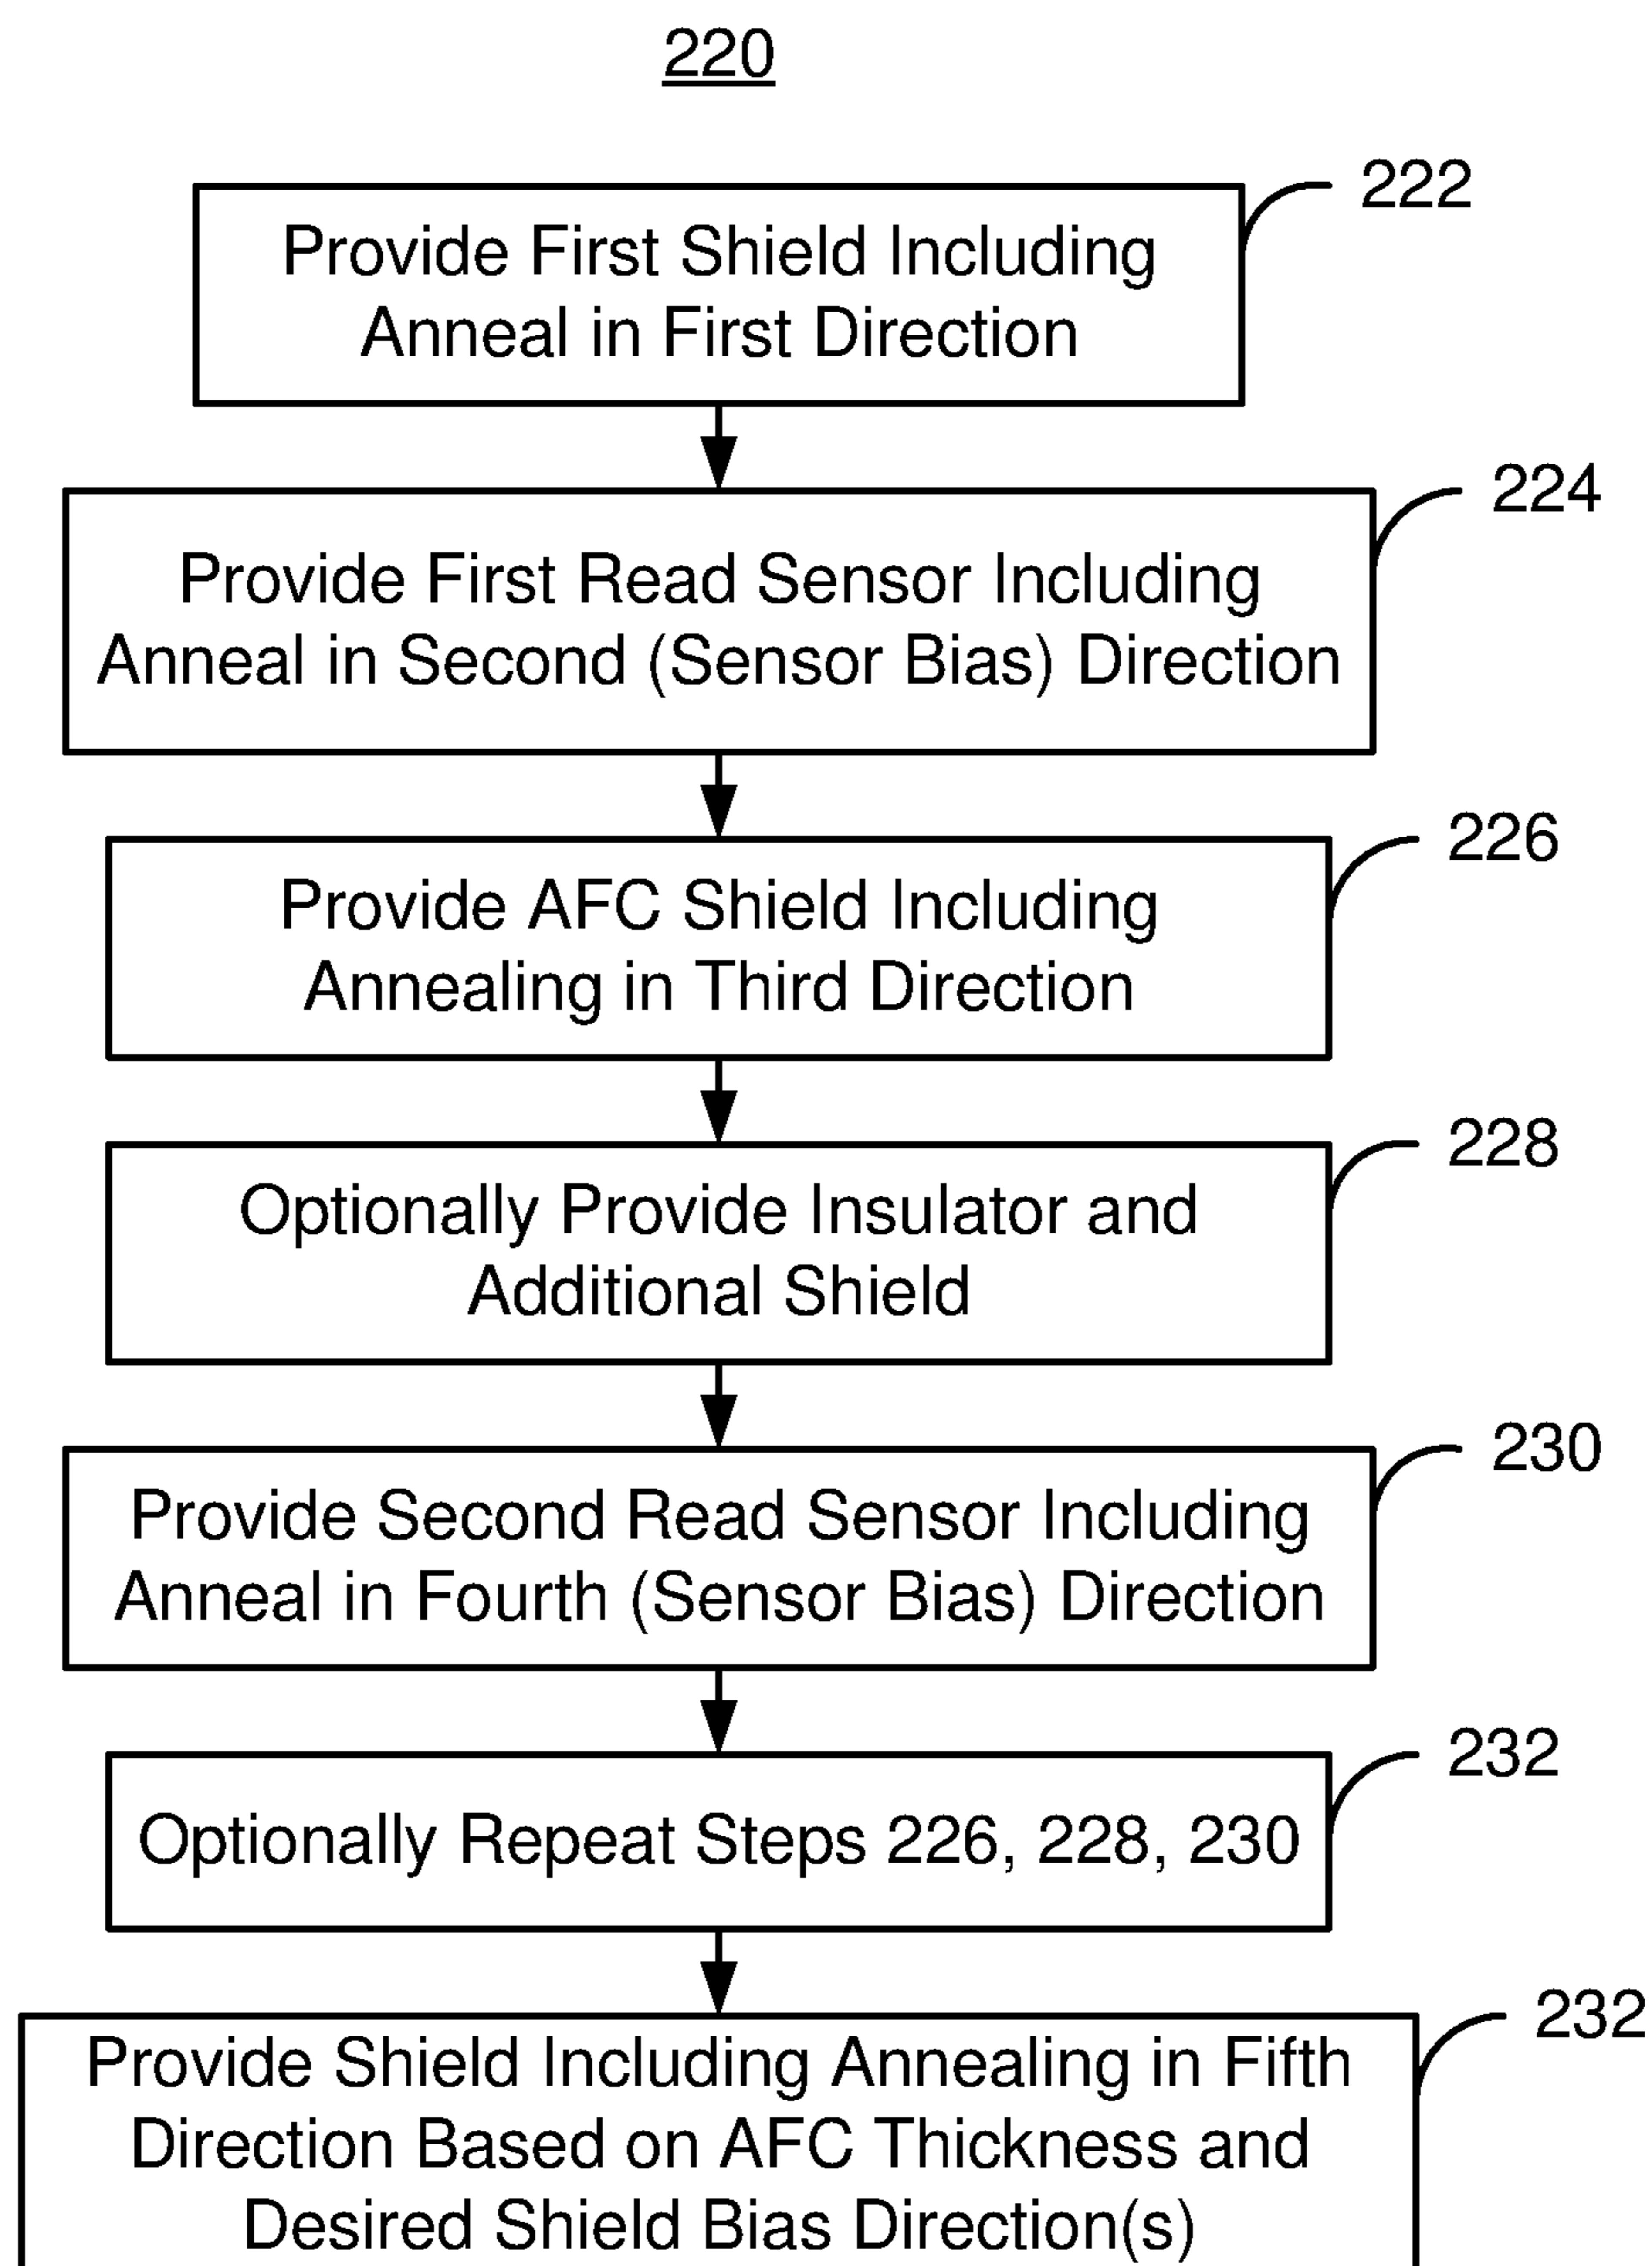 220
222
Provide First Shield Including
Anneal in First Direction
224
Provide First Read Sensor Including
Anneal in Second (Sensor Bias) Direction
226
Provide AFC Shield Including
Annealing in Third Direction
228
Optionally Provide Insulator and
Additional Shield
230
Provide Second Read Sensor Including
Anneal in Fourth (Sensor Bias) Direction
232
Optionally Repeat Steps 226, 228, 230
232
Provide Shield Including Annealing in Fifth
Direction Based on AFC Thickness and
Desired Shield Bias Direction(s)